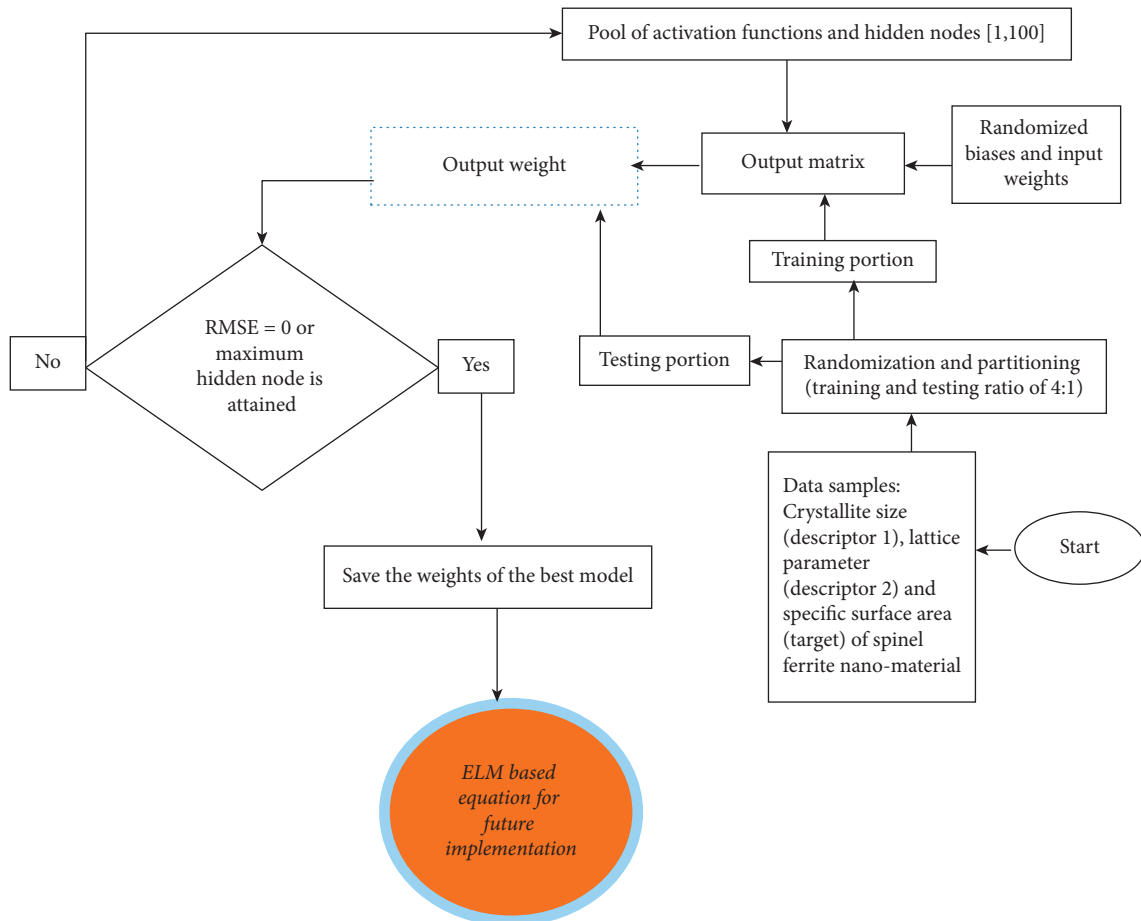 Pool of activation functions and hidden nodes [1,100]
Randomized
biases and input
weights
Output matrix
Output weight
Training portion
RMSE = 0 or
maximum
hidden node is
attained
No
Yes
Testing portion
Randomization and partitioning
(training and testing ratio of 4:1)
Data samples:
Crystallite size
(descriptor 1), lattice
parameter
(descriptor 2) and
specific surface area
(target) of spinel
ferrite nano-material
Start
Save the weights of the best model
ELM based
equation for
future
implementation